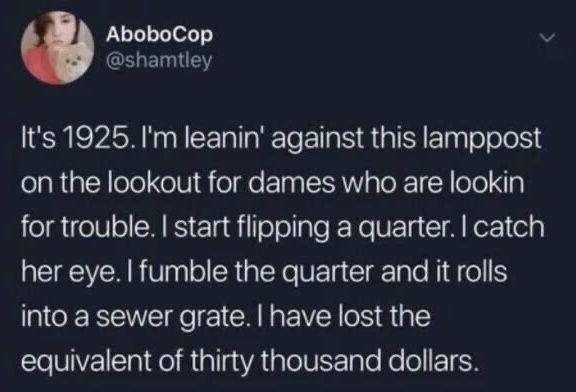 AboboCop
@shamtley
It's 1925. I'm leanin' against this lamppost
on the lookout for dames who are lookin
for trouble. I start flipping a quarter. I catch
her eye. I fumble the quarter and it rolls
into a sewer grate. I have lost the
equivalent of thirty thousand dollars.